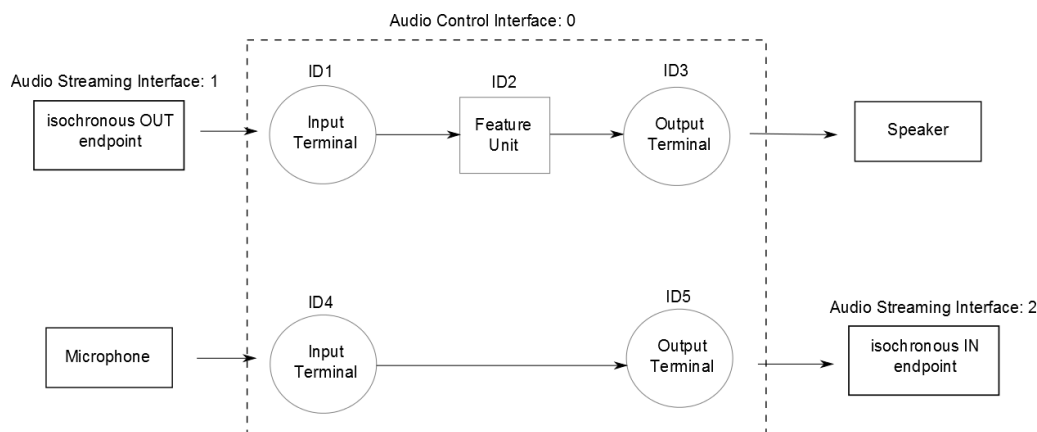 Audio Control Interface: 0
Audio Streaming Interface: 1
isochronous OUT
endpoint
ID1
Input
Terminal
ID2
Feature
Unit
ID3
Output
Terminal
Speaker
Microphone
ID4
Input
Terminal
ID5
Output
Terminal
Audio Streaming Interface: 2
isochronous IN
endpoint